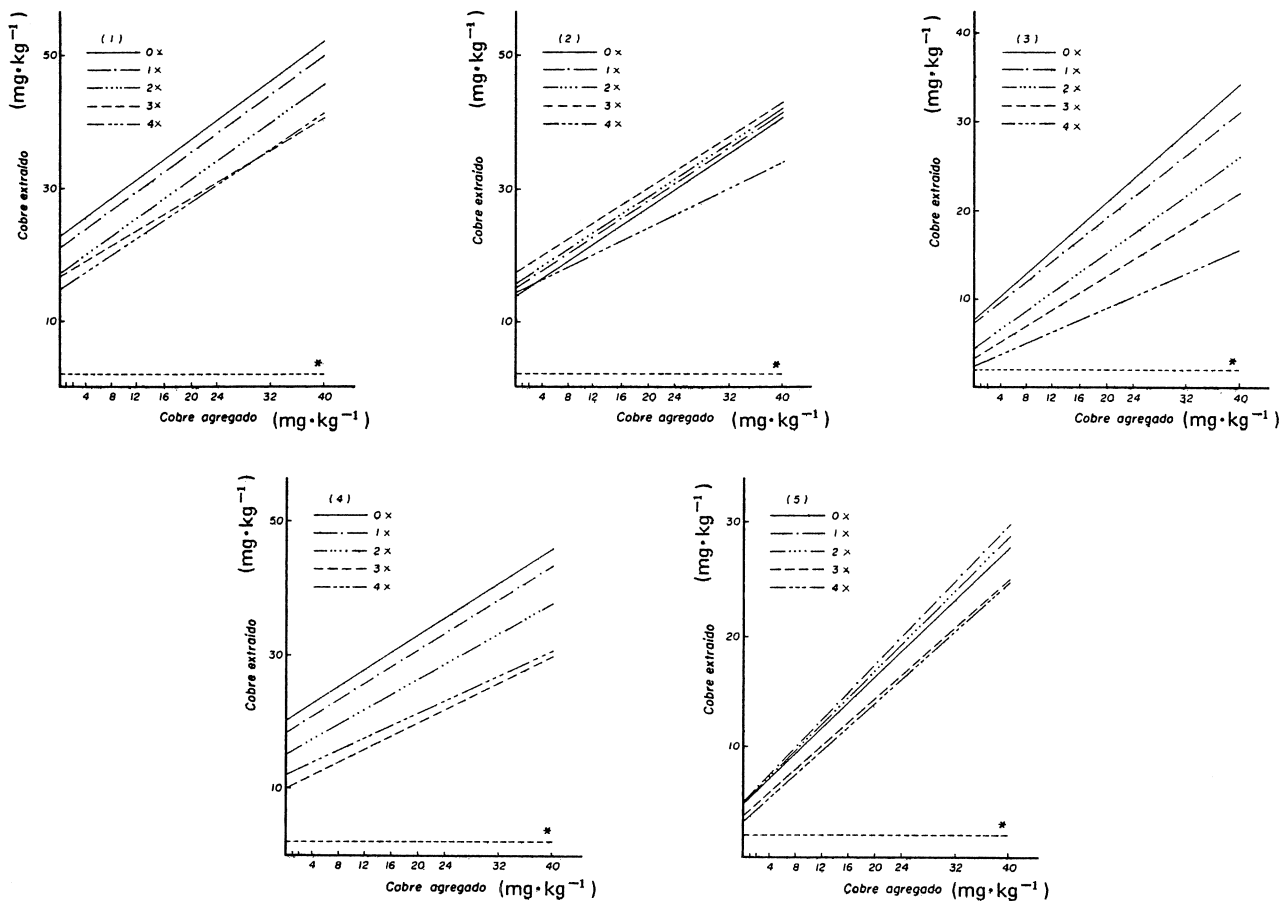 (1)
0 x
1 x
2 x
3 x
4 x
50
30
10
(mg·kg⁻¹)
Cobre extraído
*
4 8 12 16 20 24 32 40
Cobre agregado (mg·kg⁻¹)
(2)
0 x
1 x
2 x
3 x
4 x
50
30
10
(mg·kg⁻¹)
Cobre extraído
*
4 8 12 16 20 24 32 40
Cobre agregado (mg·kg⁻¹)
(3)
0 x
1 x
2 x
3 x
4 x
40
30
20
10
(mg·kg⁻¹)
Cobre extraído
*
4 8 12 16 20 24 32 40
Cobre agregado (mg·kg⁻¹)
(4)
0 x
1 x
2 x
3 x
4 x
50
30
10
(mg·kg⁻¹)
Cobre extraído
*
4 8 12 16 20 24 32 40
Cobre agregado (mg·kg⁻¹)
(5)
0 x
1 x
2 x
3 x
4 x
30
20
10
(mg·kg⁻¹)
Cobre extraído
*
4 8 12 16 20 24 32 40
Cobre agregado (mg·kg⁻¹)